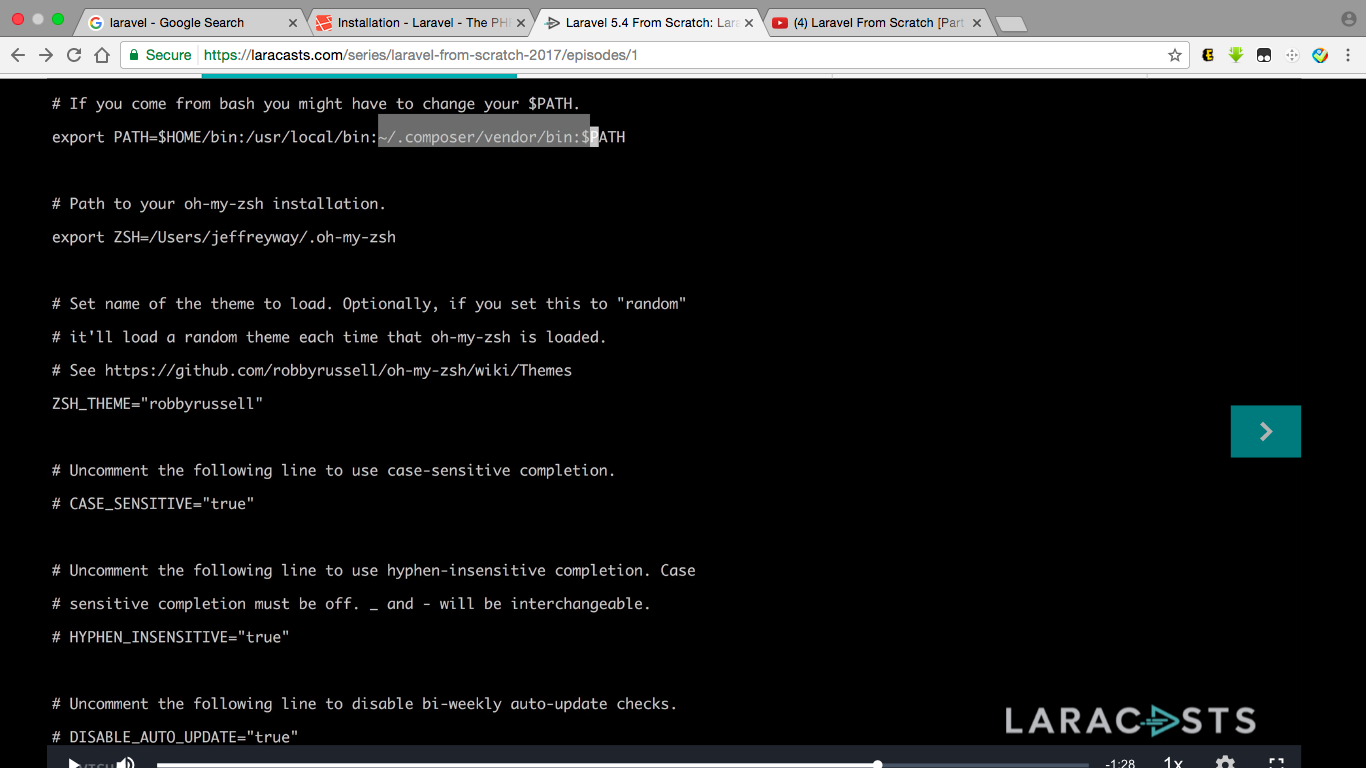 laravel - Google Search
Installation - Laravel - The PH
Laravel 5.4 From Scratch: Lar
(4) Laravel From Scratch [Part
Secure
https://laracasts.com/series/laravel-from-scratch-2017/episodes/1
# If you come from bash you might have to change your $PATH.
export PATH=$HOME/bin:/usr/local/bin:~/.composer/vendor/bin:$PATH
# Path to your oh-my-zsh installation.
export ZSH=/Users/jeffreyway/.oh-my-zsh
# Set name of the theme to load. Optionally, if you set this to "random"
# it'll load a random theme each time that oh-my-zsh is loaded.
# See https://github.com/robbyrussell/oh-my-zsh/wiki/Themes
ZSH_THEME="robbyrussell"
# Uncomment the following line to use case-sensitive completion.
# CASE_SENSITIVE="true"
# Uncomment the following line to use hyphen-insensitive completion. Case
# sensitive completion must be off. _ and - will be interchangeable.
# HYPHEN_INSENSITIVE="true"
# Uncomment the following line to disable bi-weekly auto-update checks.
LARACASTS
# DISABLE_AUTO_UPDATE="true"
-1:28
1x